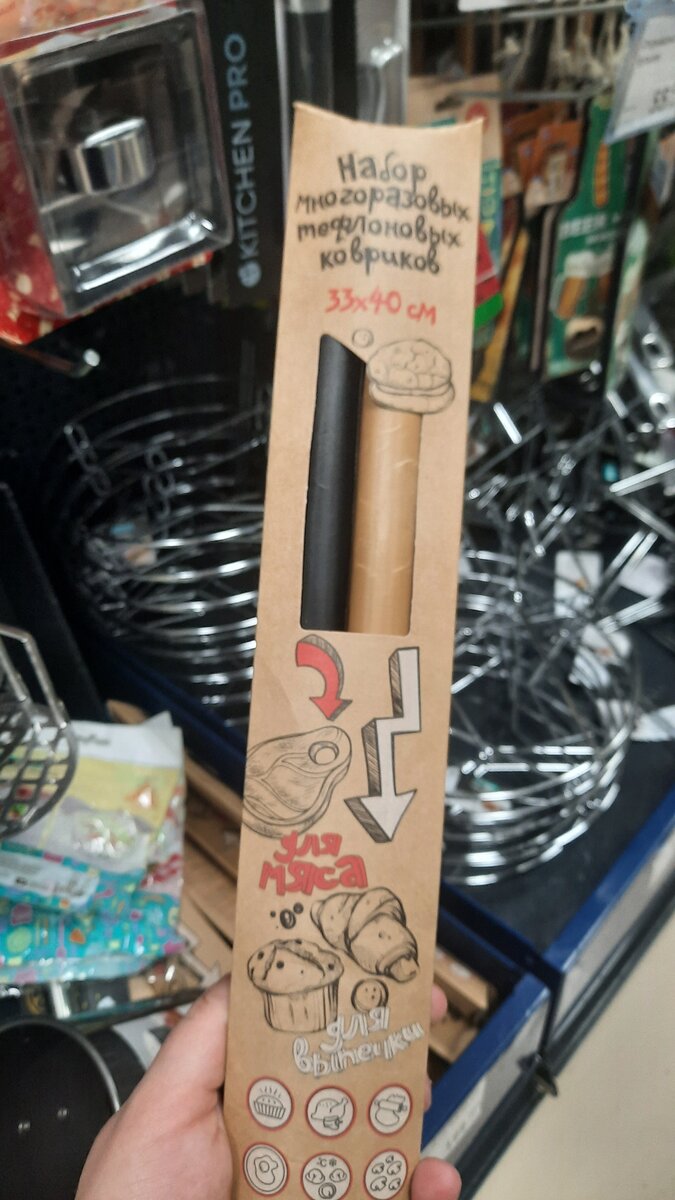 KITCHEN PRO
Набор
многоразовых
тефлоновых
ковриков
33x40 см
для
мяса
для
выпечки